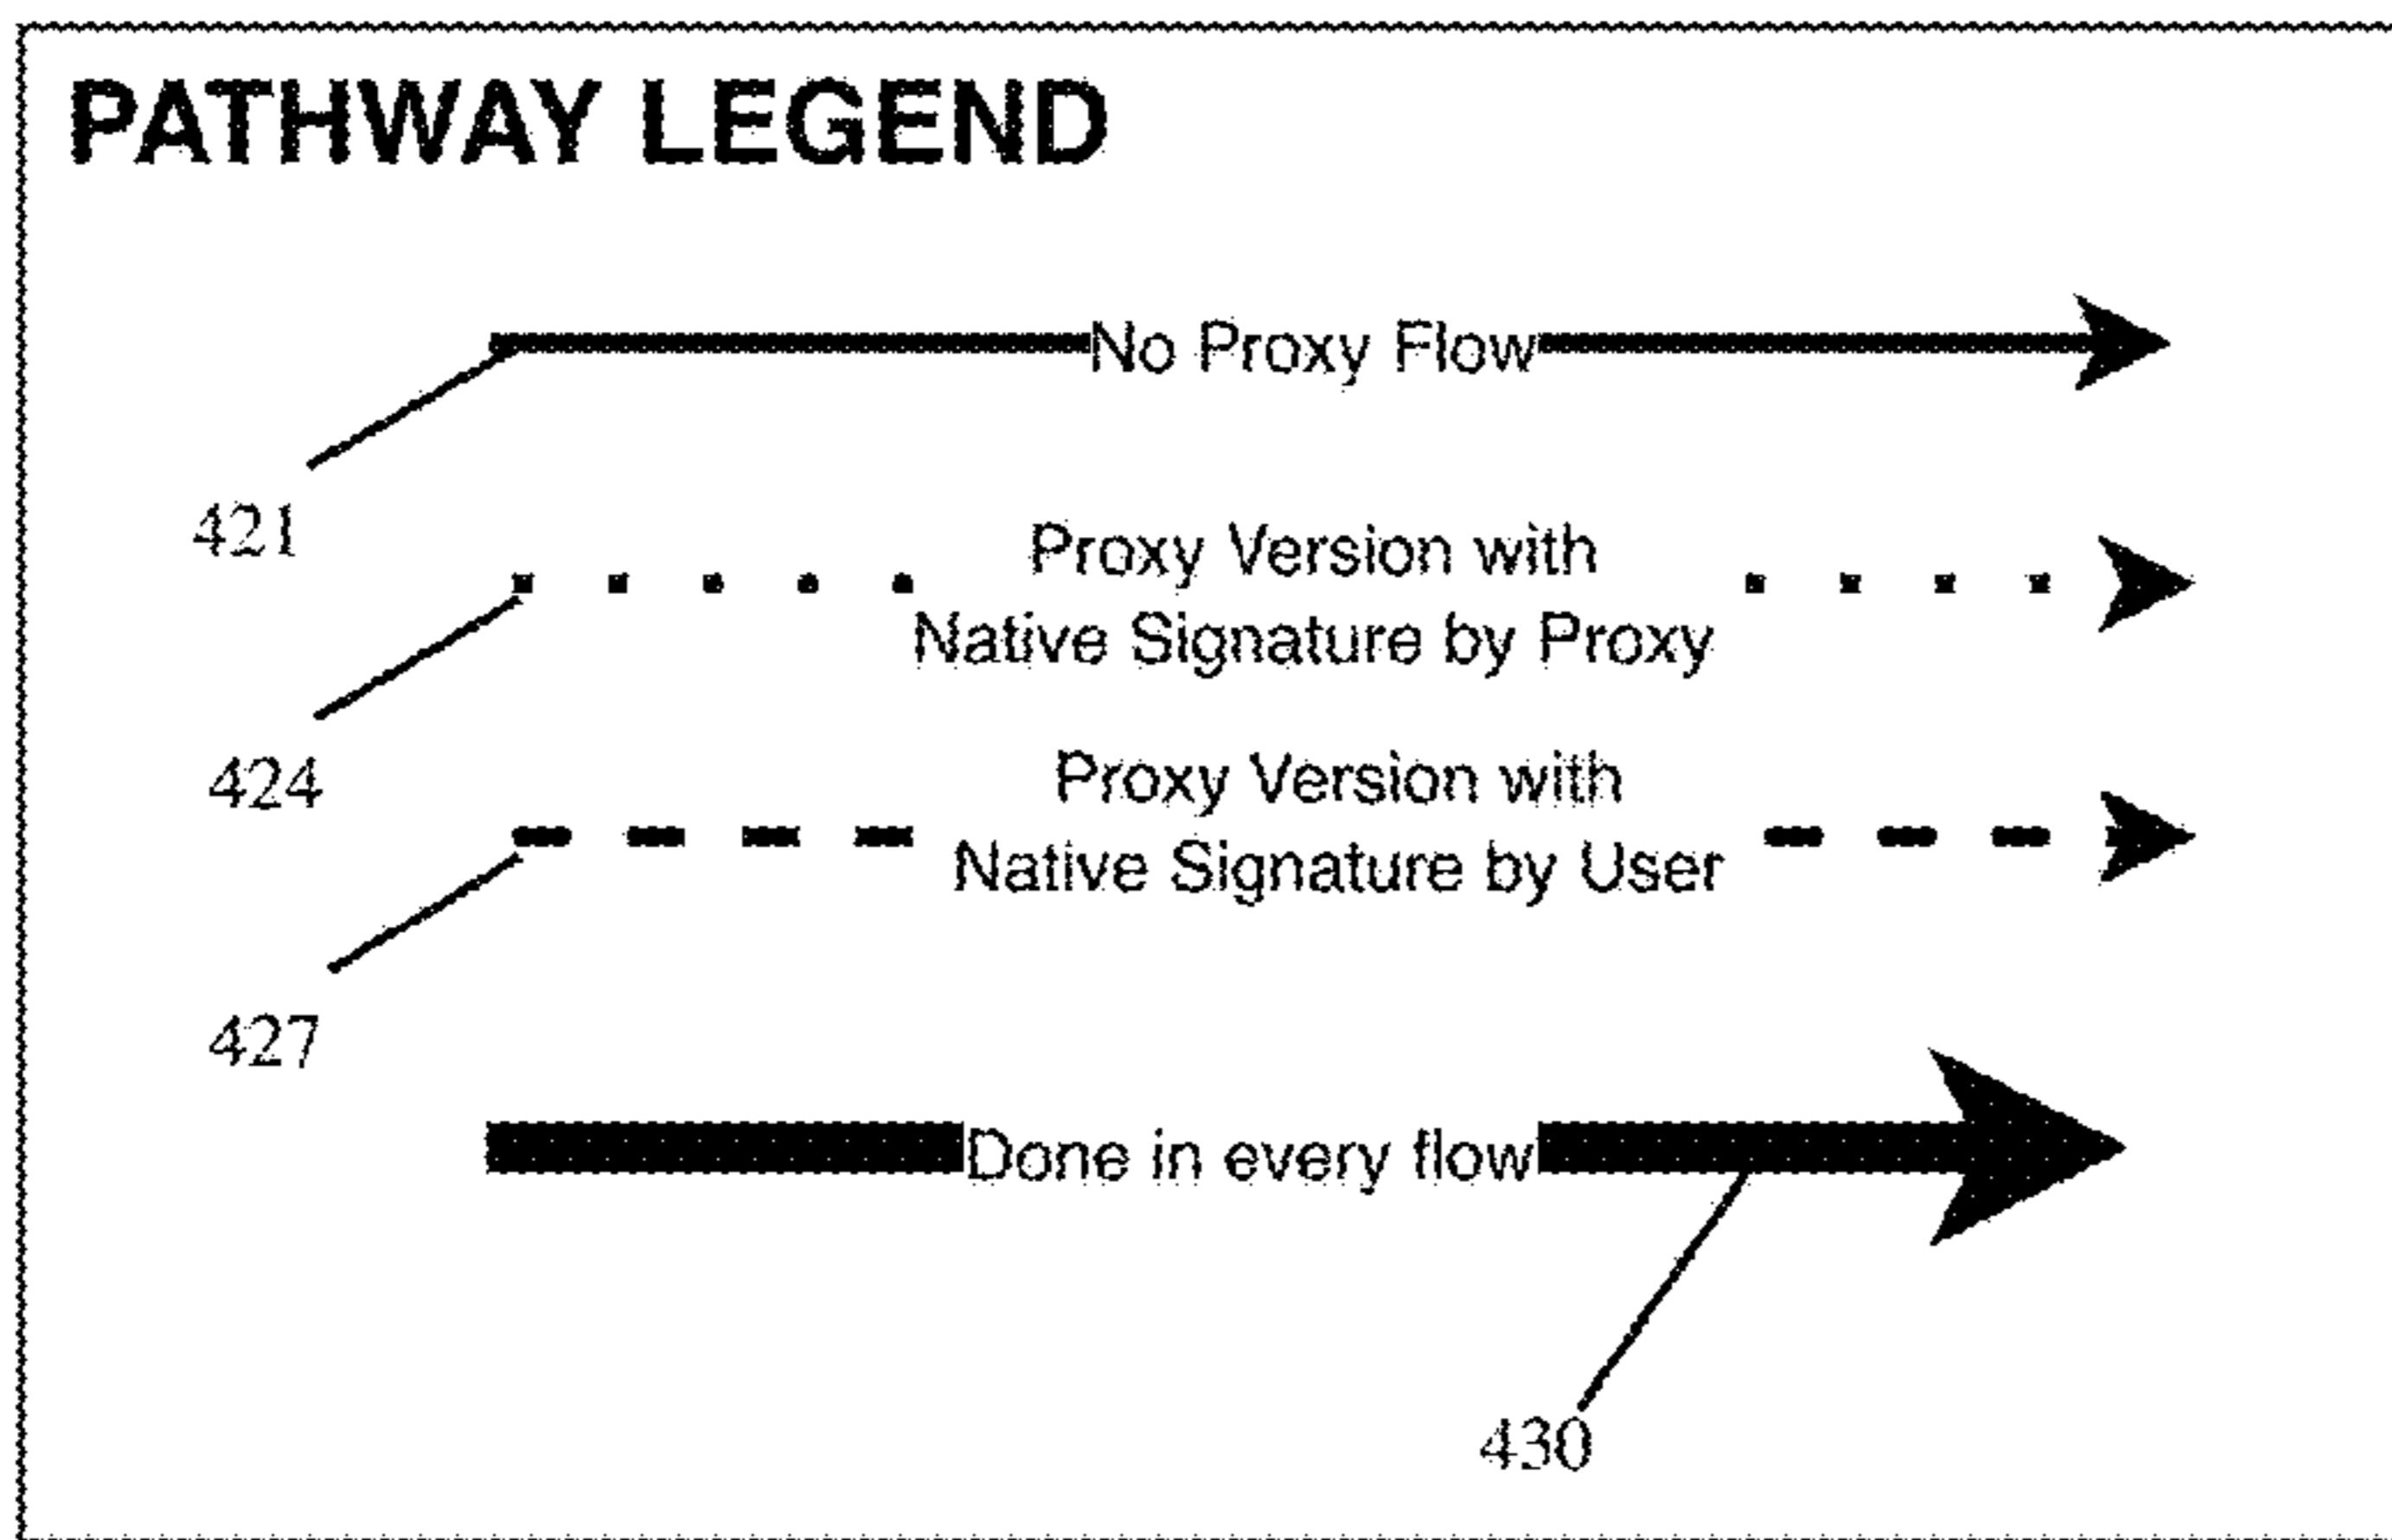 PATHWAY LEGEND
No Proxy Flow
421
Proxy Version with
Native Signature by Proxy
424
Proxy Version with
Native Signature by User
427
Done in every flow
430